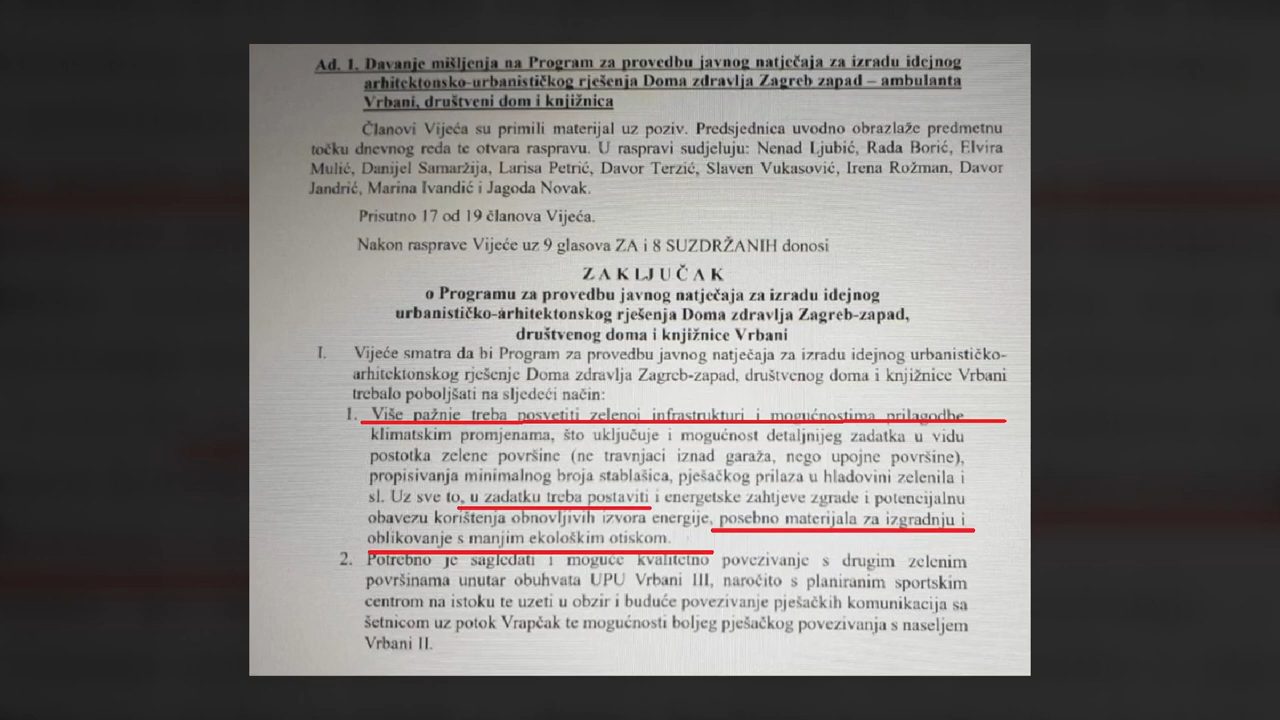 Ad. 1. Davanje mišljenja na Program za provedbu javnog natječaja za izradu idejnog
arhitektonsko-urbanističkog rješenja Doma zdravlja Zagreb zapad – ambulanta
Vrbani, društveni dom i knjižnica
Članovi Vijeća su primili materijal uz poziv. Predsjednica uvodno obrazlaže predmetnu
točku dnevnog reda te otvara raspravu. U raspravi sudjeluju: Nenad Ljubić, Rada Borić, Elvira
Mulić, Danijel Samaržija, Larisa Petrić, Davor Terzić, Slaven Vukasović, Irena Rožman, Davor
Jandrić, Marina Ivandić i Jagoda Novak.
Prisutno 17 od 19 članova Vijeća.
Nakon rasprave Vijeće uz 9 glasova ZA i 8 SUZDRŽANIH donosi
Z A K LJ U Č A K
o Programu za provedbu javnog natječaja za izradu idejnog
urbanističko-arhitektonskog rješenja Doma zdravlja Zagreb-zapad,
društvenog doma i knjižnice Vrbani
I. Vijeće smatra da bi Program za provedbu javnog natječaja za izradu idejnog urbanističko-
arhitektonskog rješenje Doma zdravlja Zagreb-zapad, društvenog doma i knjižnice Vrbani
trebalo poboljšati na sljedeći način:
1. Više pažnje treba posvetiti zelenoj infrastrukturi i mogućnostima prilagodbe
klimatskim promjenama, što uključuje i mogućnost detaljnijeg zadatka u vidu
postotka zelene površine (ne travnjaci iznad garaža, nego upojne površine),
propisivanja minimalnog broja stablašica, pješačkog prilaza u hladovini zelenila i
sl. Uz sve to, u zadatku treba postaviti i energetske zahtjeve zgrade i potencijalnu
obavezu korištenja obnovljivih izvora energije, posebno materijala za izgradnju i
oblikovanje s manjim ekološkim otiskom.
2. Potrebno je sagledati i moguće kvalitetno povezivanje s drugim zelenim
površinama unutar obuhvata UPU Vrbani III, naročito s planiranim sportskim
centrom na istoku te uzeti u obzir i buduće povezivanje pješačkih komunikacija sa
šetnicom uz potok Vrapčak te mogućnosti boljeg pješačkog povezivanja s naseljem
Vrbani II.